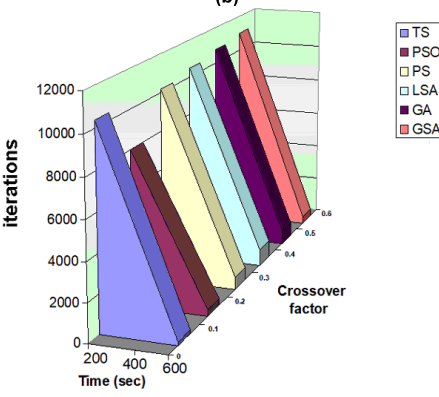 (b)
12000
10000
8000
6000
4000
2000
0
iterations
200
400
600
Time (sec)
0
0.1
0.2
0.3
0.4
0.5
0.6
Crossover
factor
TS
PSO
PS
LSA
GA
GSA